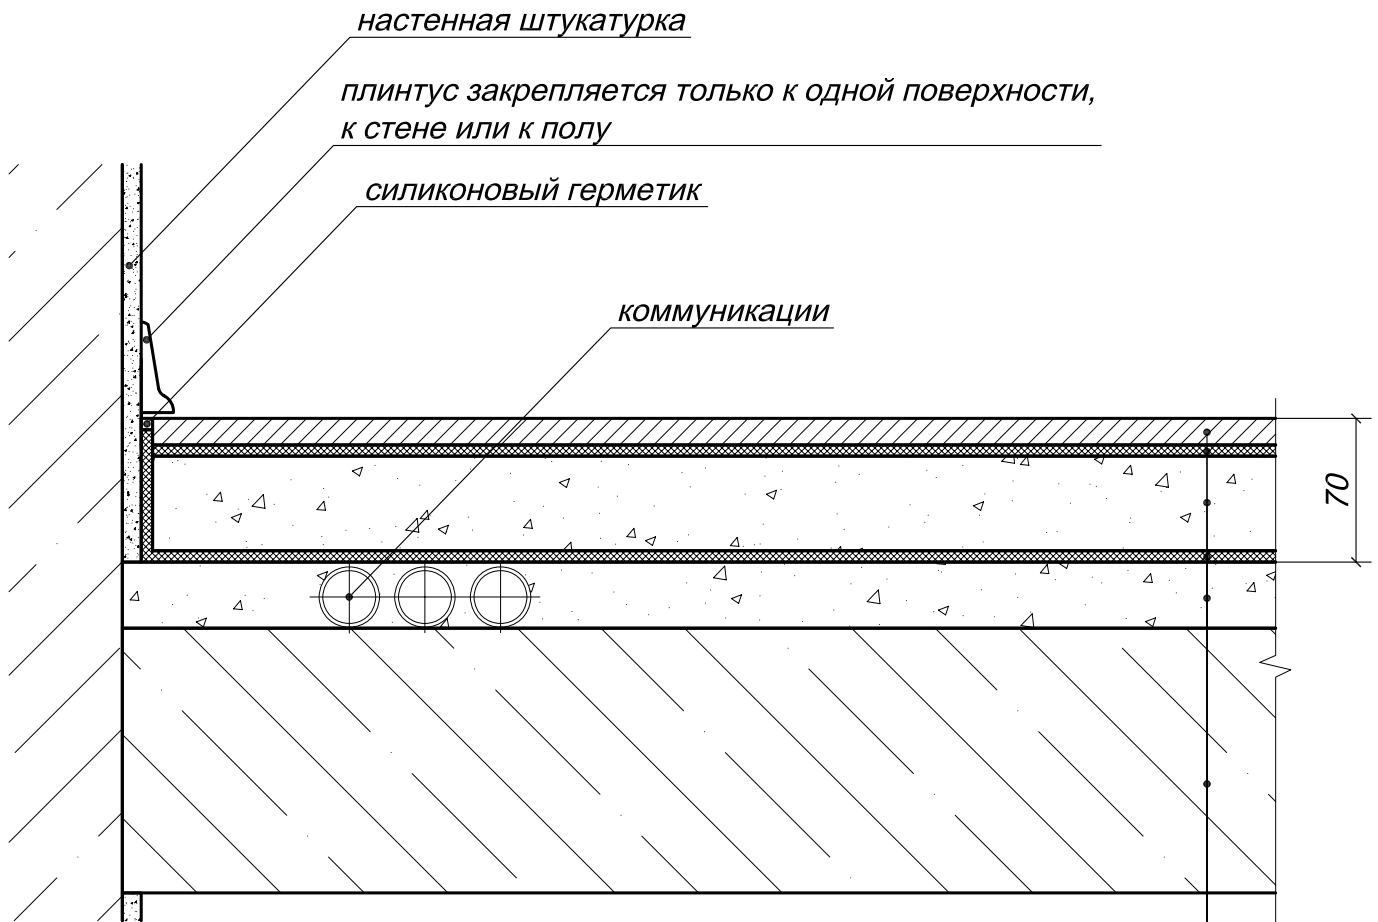 настенная штукатурка
плинтус закрепляется только к одной поверхности,
к стене или к полу
силиконовый герметик
коммуникации
70